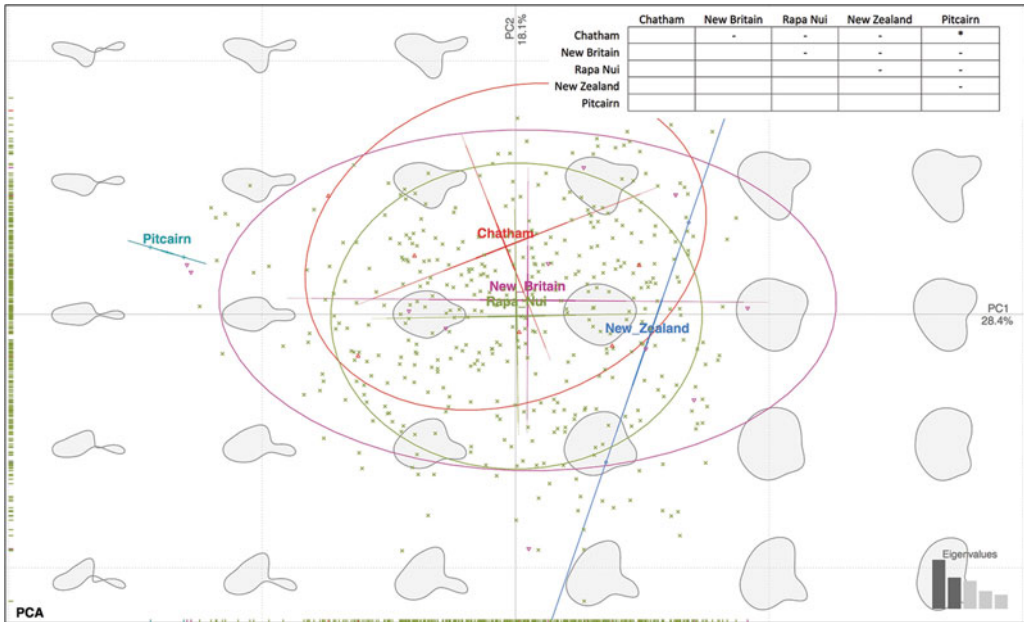 PC2
18.1%
Chatham New Britain Rapa Nui New Zealand Pitcairn
Chatham - - - *
New Britain - - -
Rapa Nui - -
New Zealand -
Pitcairn
Pitcairn
Chatham
New_Britain
Rapa_Nui
New_Zealand
PC1
28.4%
Eigenvalues
PCA